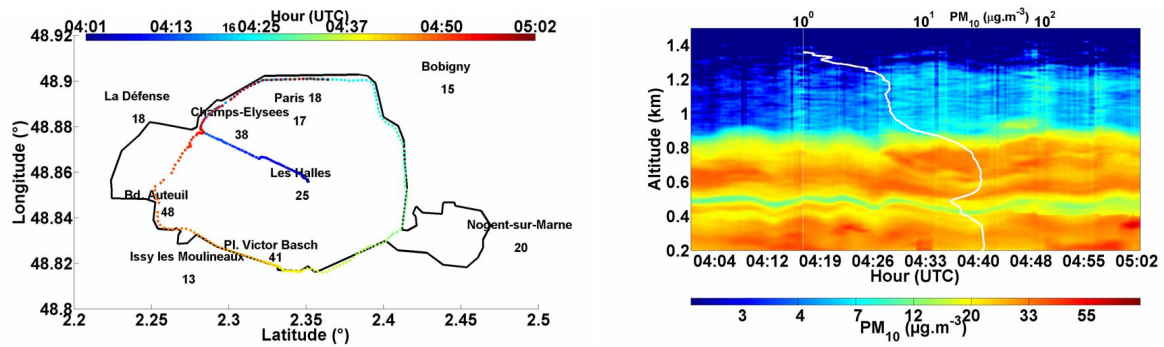 Hour (UTC)
04:01 04:13 16 04:25 04:37 04:50 05:02
48.92
48.9
48.88
48.86
48.84
48.82
48.8
Longitude (°)
Bobigny
15
La Défense
18
Paris 18
17
Champs-Elysees
38
Les Halles
25
Bd. Auteuil
48
Nogent-sur-Marne
20
Pl. Victor Basch
41
Issy les Moulineaux
13
2.2 2.25 2.3 2.35 2.4 2.45 2.5
Latitude (°)
10⁰ 10¹ PM₁₀ (µg.m⁻³) 10²
1.4
1.2
1
0.8
0.6
0.4
0.2
Altitude (km)
04:04 04:12 04:19 04:26 04:33 04:40 04:48 04:55 05:02
Hour (UTC)
3 4 7 12 20 33 55
PM₁₀ (µg.m-³)